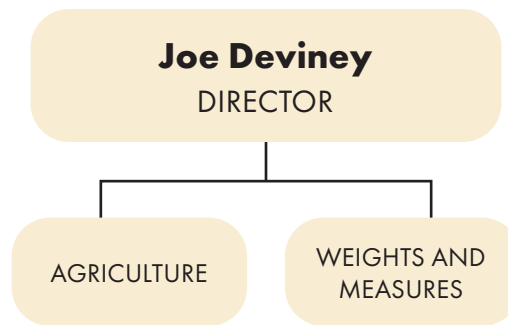 Joe Deviney
DIRECTOR
AGRICULTURE
WEIGHTS AND
MEASURES